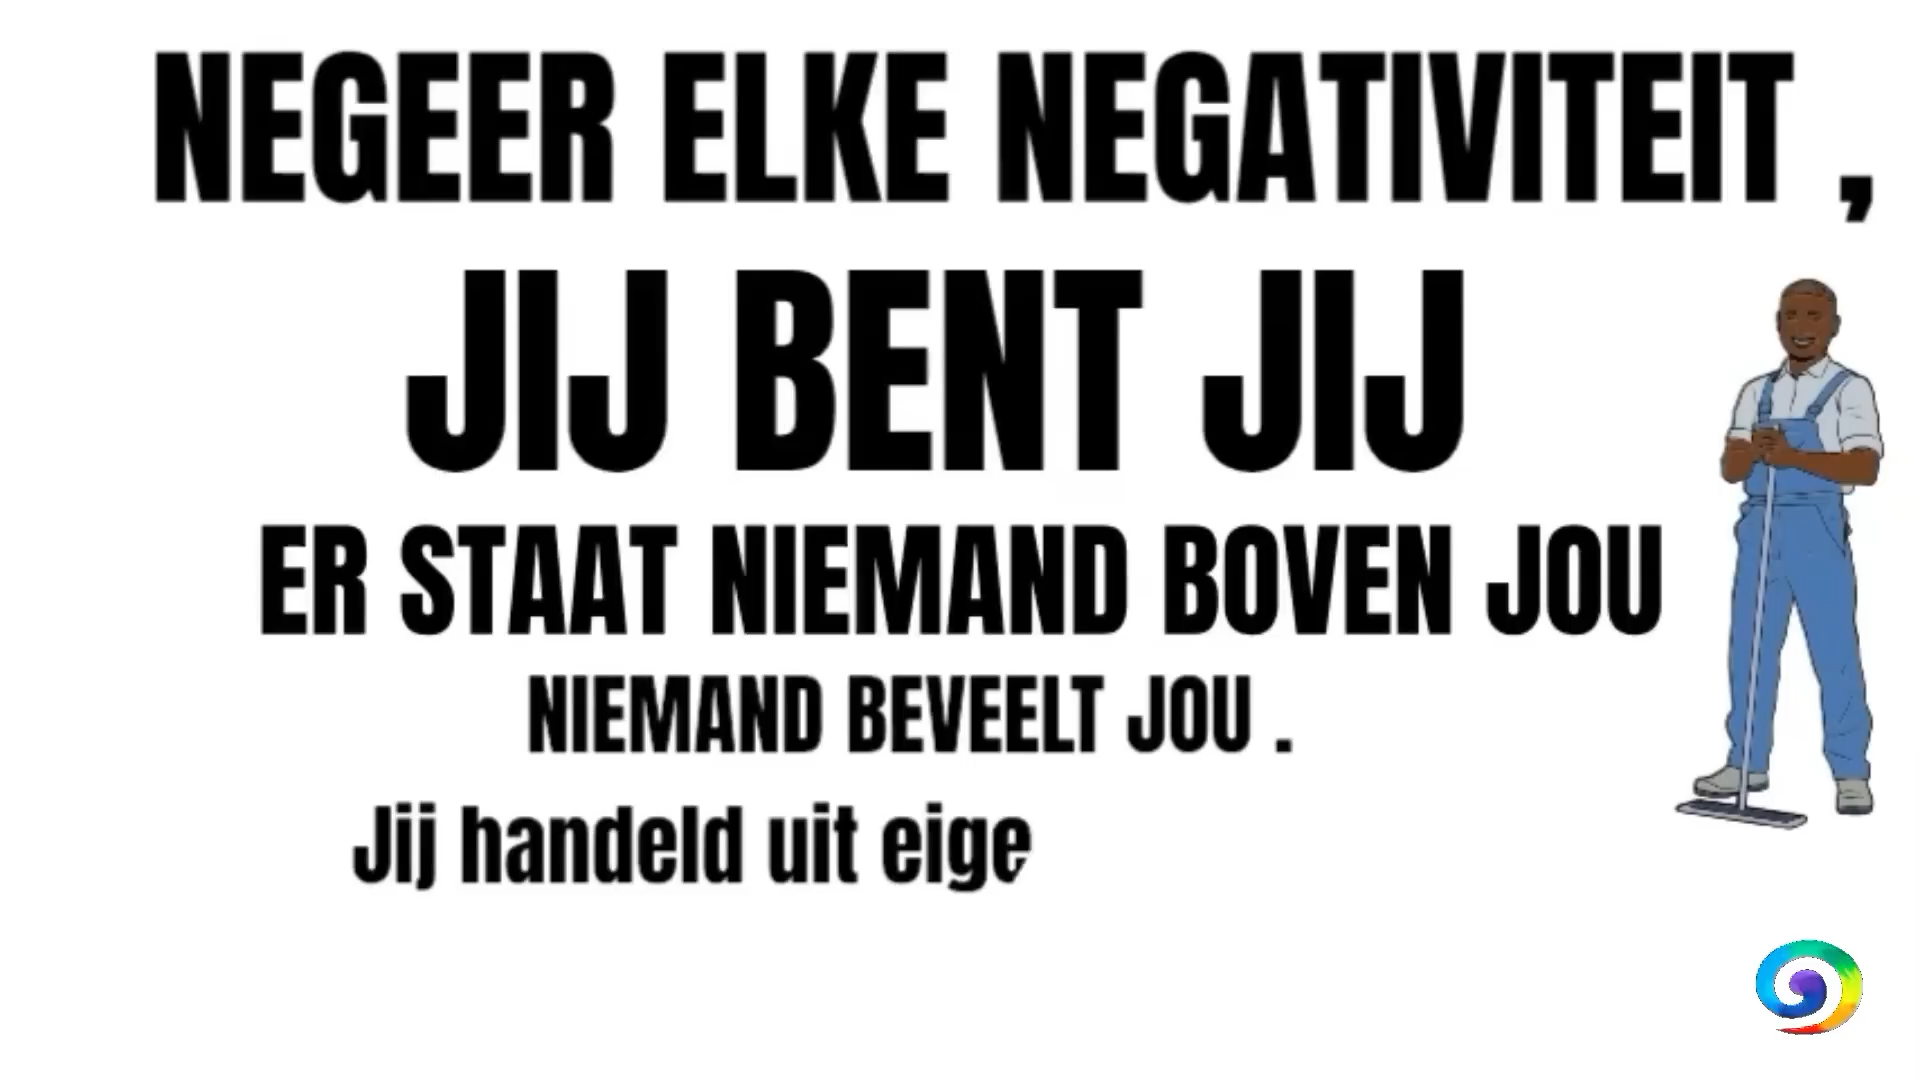 NEGEER ELKE NEGATIVITEIT ,
JIJ BENT JIJ
ER STAAT NIEMAND BOVEN JOU
NIEMAND BEVEELT JOU .
Jij handeld uit eige